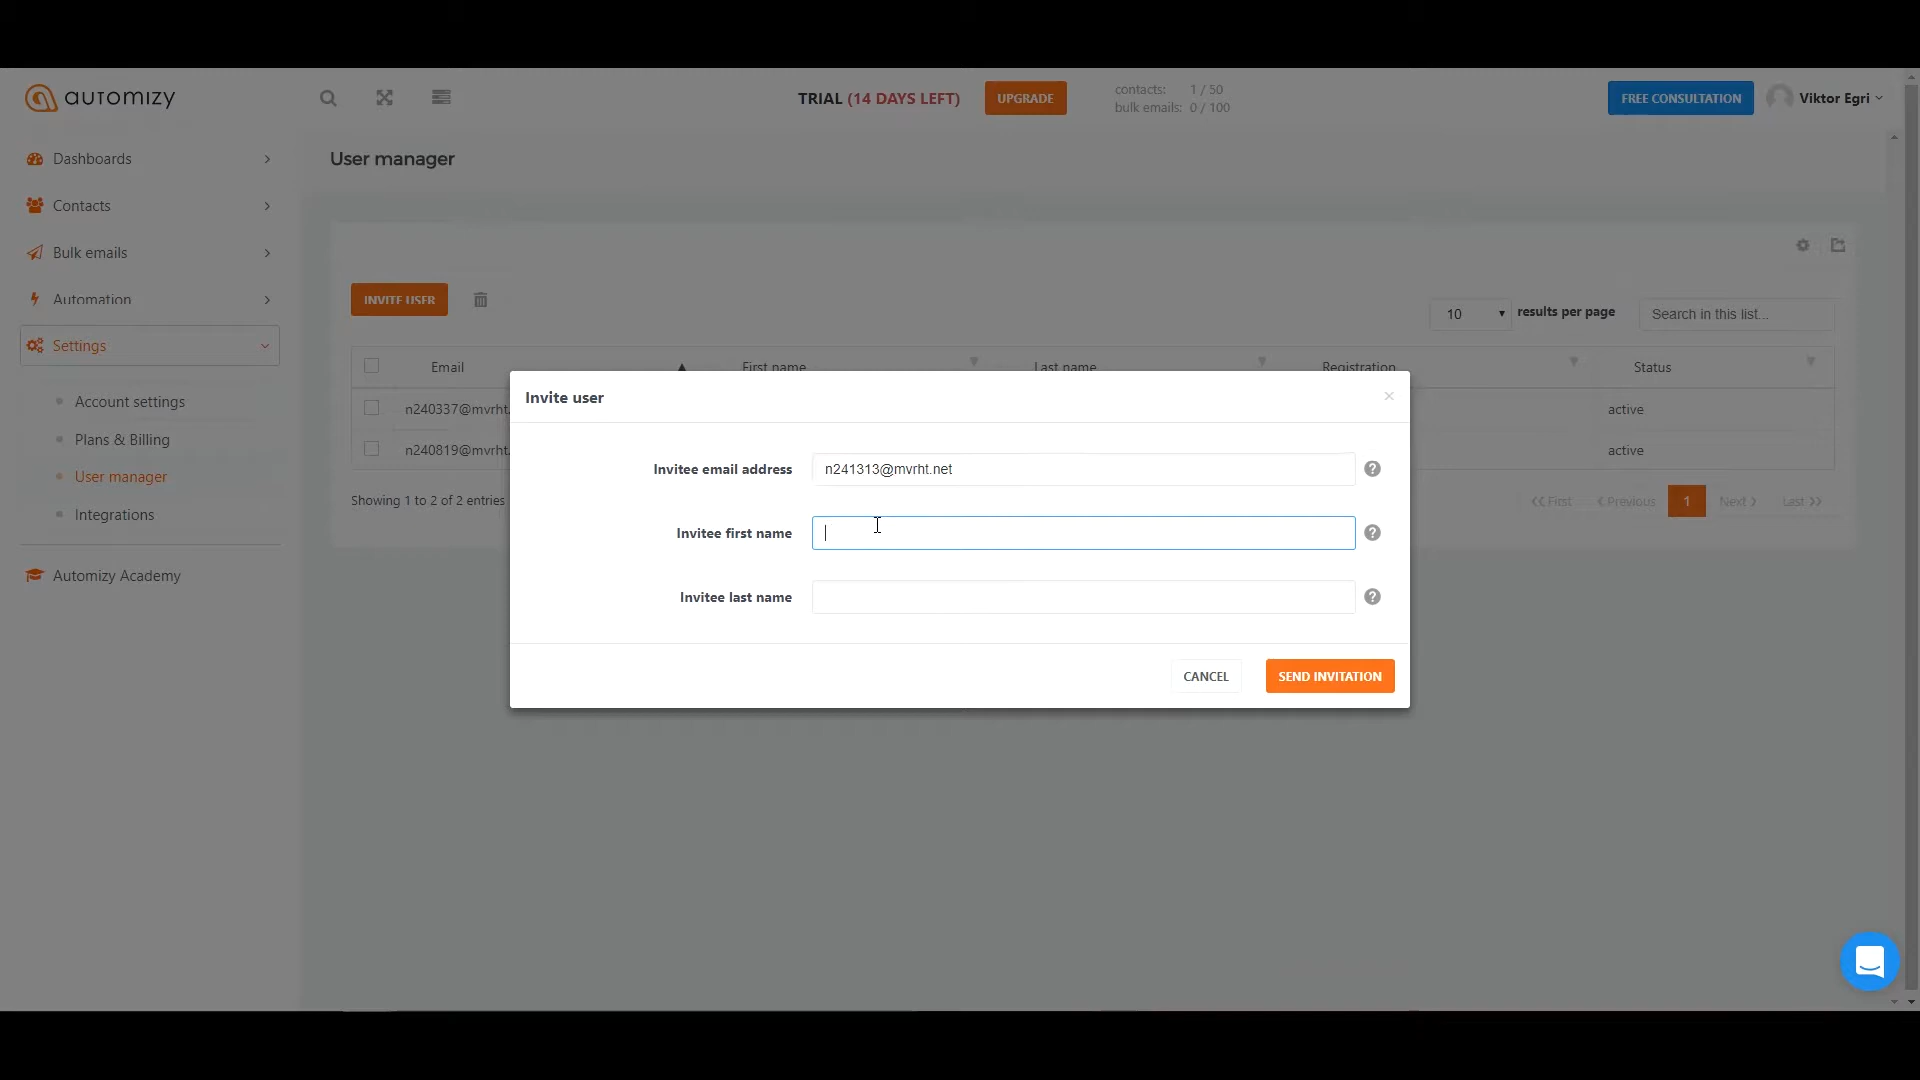 automizy
TRIAL (14 DAYS LEFT)
UPGRADE
contacts: 1 / 50
bulk emails: 0 / 100
FREE CONSULTATION
Viktor Egri
Dashboards
Contacts
Bulk emails
Automation
Settings
Account settings
Plans & Billing
User manager
Integrations
Automizy Academy
User manager
INVITE USER
10
results per page
Search in this list...
Email
First name
Last name
Registration
Status
n240337@mvrht.
active
n240819@mvrht.
active
Showing 1 to 2 of 2 entries
First
Previous
1
Next
Last
Invite user
×
Invitee email address
n241313@mvrht.net
?
Invitee first name
?
Invitee last name
?
CANCEL
SEND INVITATION